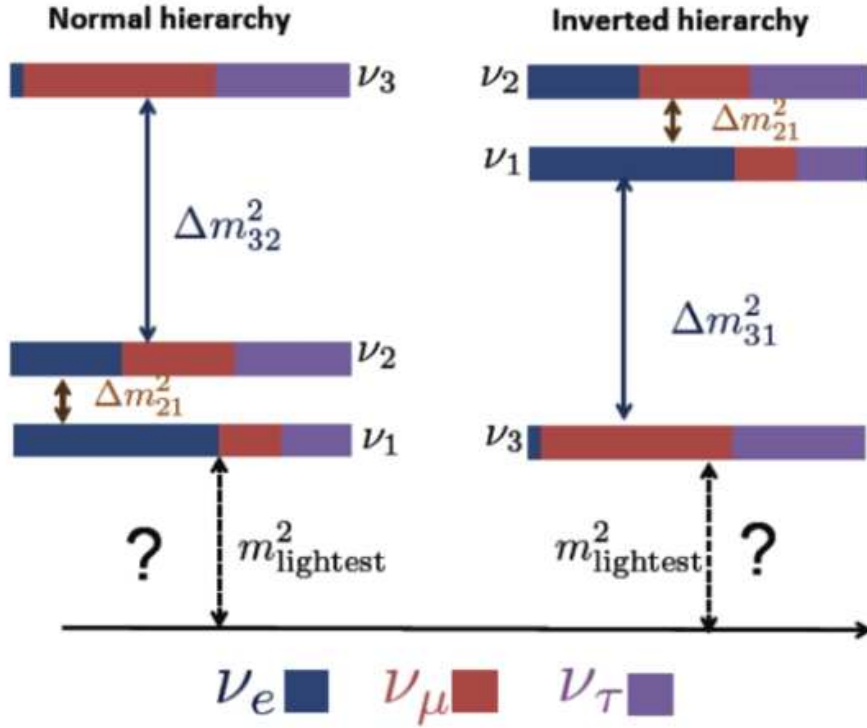 Normal hierarchy
Inverted hierarchy
ν₃
ν₂
Δm²₂₁
ν₁
Δm²₃₂
Δm²₃₁
ν₂
Δm²₂₁
ν₁
ν₃
? m²lightest
m²lightest ?
νₑ νμ ντ